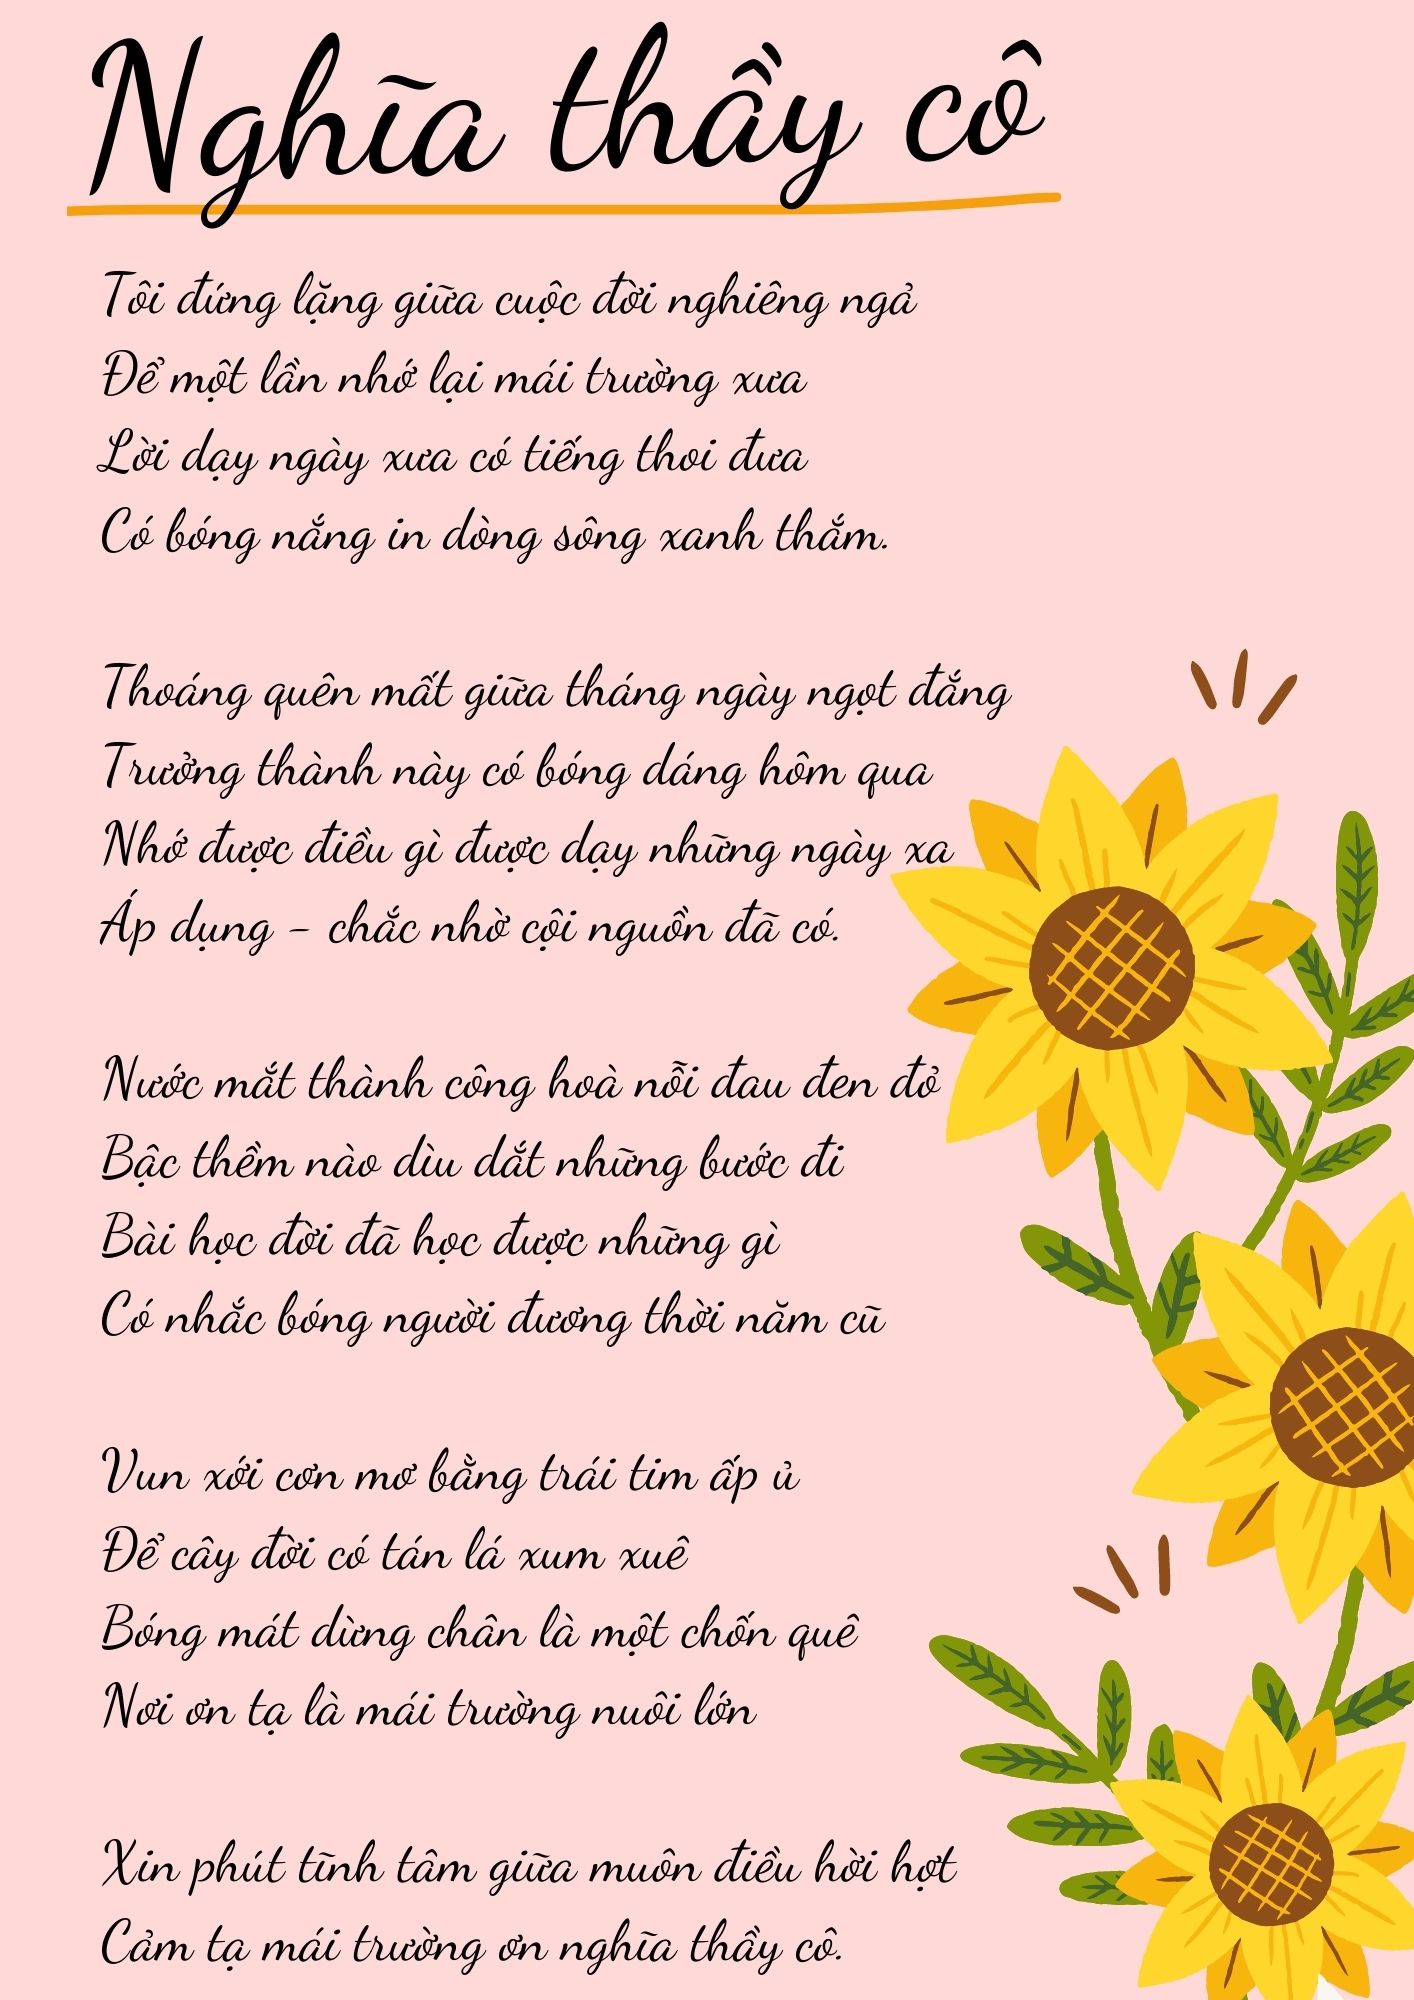 Nghĩa thầy cô
Tôi đứng lặng giữa cuộc đời nghiêng ngả
Để một lần nhớ lại mái trường xưa
Lời dạy ngày xưa có tiếng thoi đưa
Có bóng nắng in dòng sông xanh thắm.
Thoáng quên mất giữa tháng ngày ngọt đắng
Trưởng thành này có bóng dáng hôm qua
Nhớ được điều gì được dạy những ngày xa
Áp dụng - chắc nhờ cội nguồn đã có.
Nước mắt thành công hoà nỗi đau đen đỏ
Bậc thềm nào dìu dắt những bước đi
Bài học đời đã học được những gì
Có nhắc bóng người đương thời năm cũ
Vun xới cơn mơ bằng trái tim ấp ủ
Để cây đời có tán lá xum xuê
Bóng mát dừng chân là một chốn quê
Nơi ơn tạ là mái trường nuôi lớn
Xin phút tĩnh tâm giữa muôn điều hời hợt
Cảm tạ mái trường ơn nghĩa thầy cô.